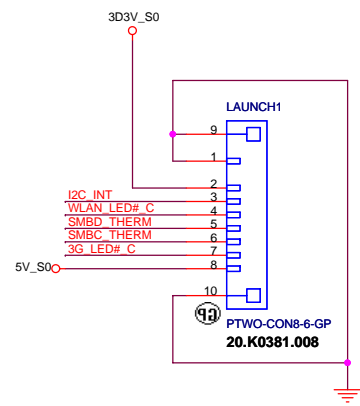 3D3V_S0
LAUNCH1
9
1
2
I2C_INT 3
WLAN_LED#_C 4
SMBD_THERM 5
SMBC_THERM 6
3G_LED#_C 7
5V_S0 8
10
GP
PTWO-CON8-6-GP
20.K0381.008